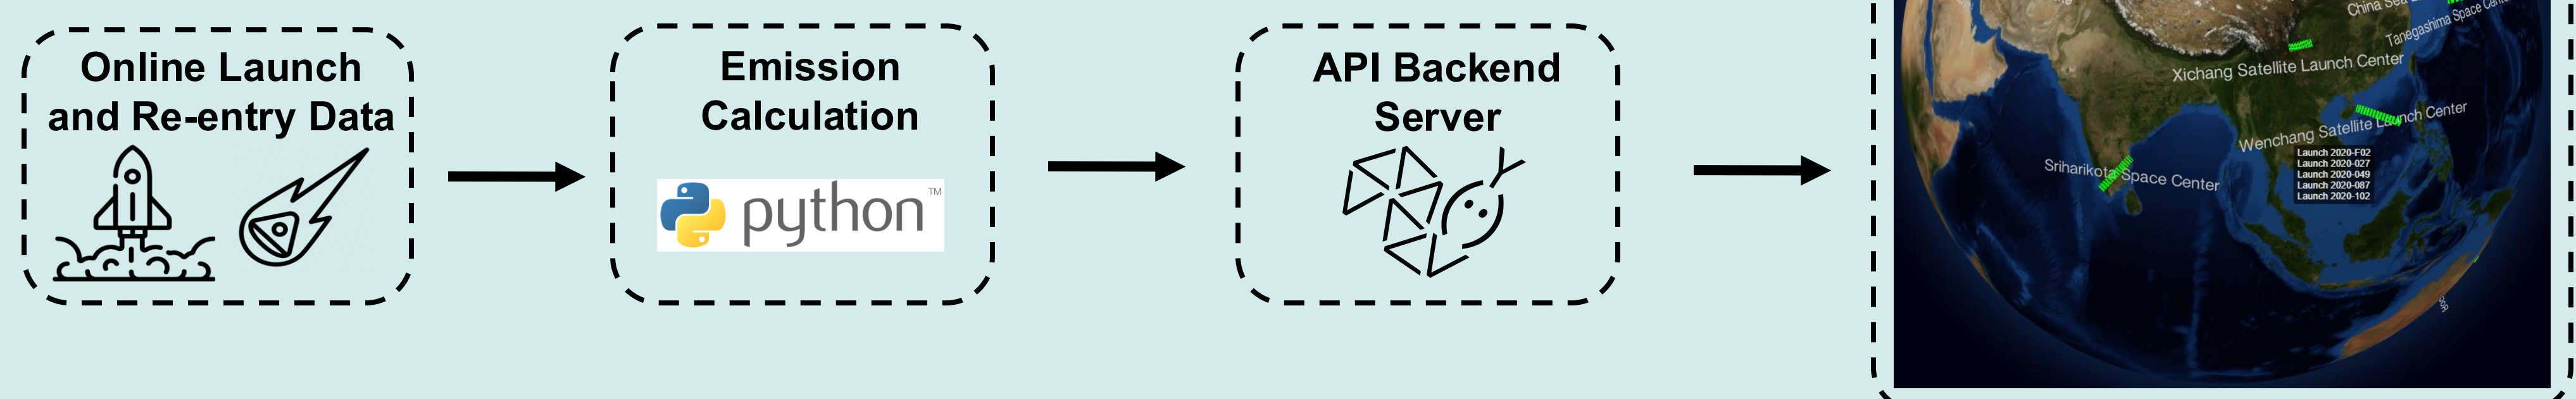 Online Launch
and Re-entry Data
Emission
Calculation
python™
API Backend
Server
China Sea
Tanegashima Space Cent
Xichang Satellite Launch Center
Wenchang Satellite Launch Center
Sriharikota Space Center
Launch 2020-F02
Launch 2020-027
Launch 2020-049
Launch 2020-087
Launch 2020-102